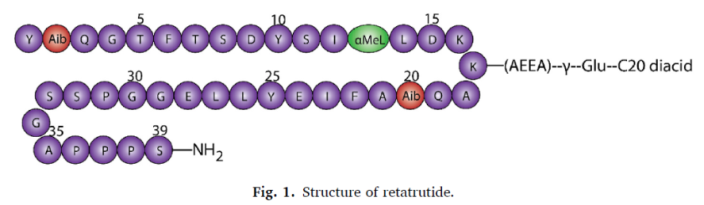 5 10 15
Y Aib Q G T F T S D Y S I αMeL L D K
K—(AEEA)--γ--Glu--C20 diacid
30 25 20
S S P G G E L L Y E I F A Aib Q A
G
35 39
A P P P S—NH₂
Fig. 1. Structure of retatrutide.